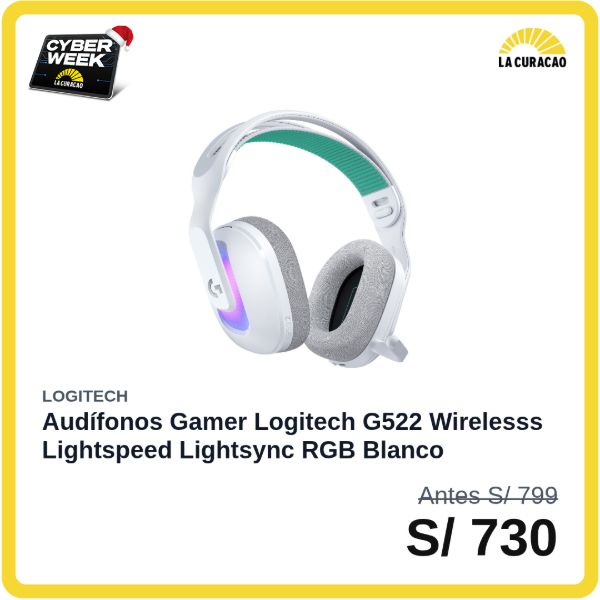 CYBER
WEEK
LA CURACAO
LA CURACAO
LOGITECH
Audífonos Gamer Logitech G522 Wirelesss
Lightspeed Lightsync RGB Blanco
Antes S/ 799
S/ 730